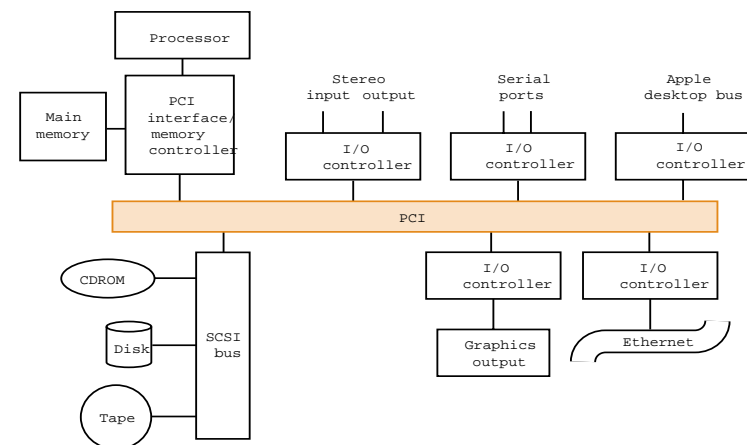 Processor
Stereo
input output
Serial
ports
Apple
desktop bus
Main
memory
PCI
interface/
memory
controller
I/O
controller
I/O
controller
I/O
controller
PCI
CDROM
Disk
Tape
SCSI
bus
I/O
controller
I/O
controller
Graphics
output
Ethernet